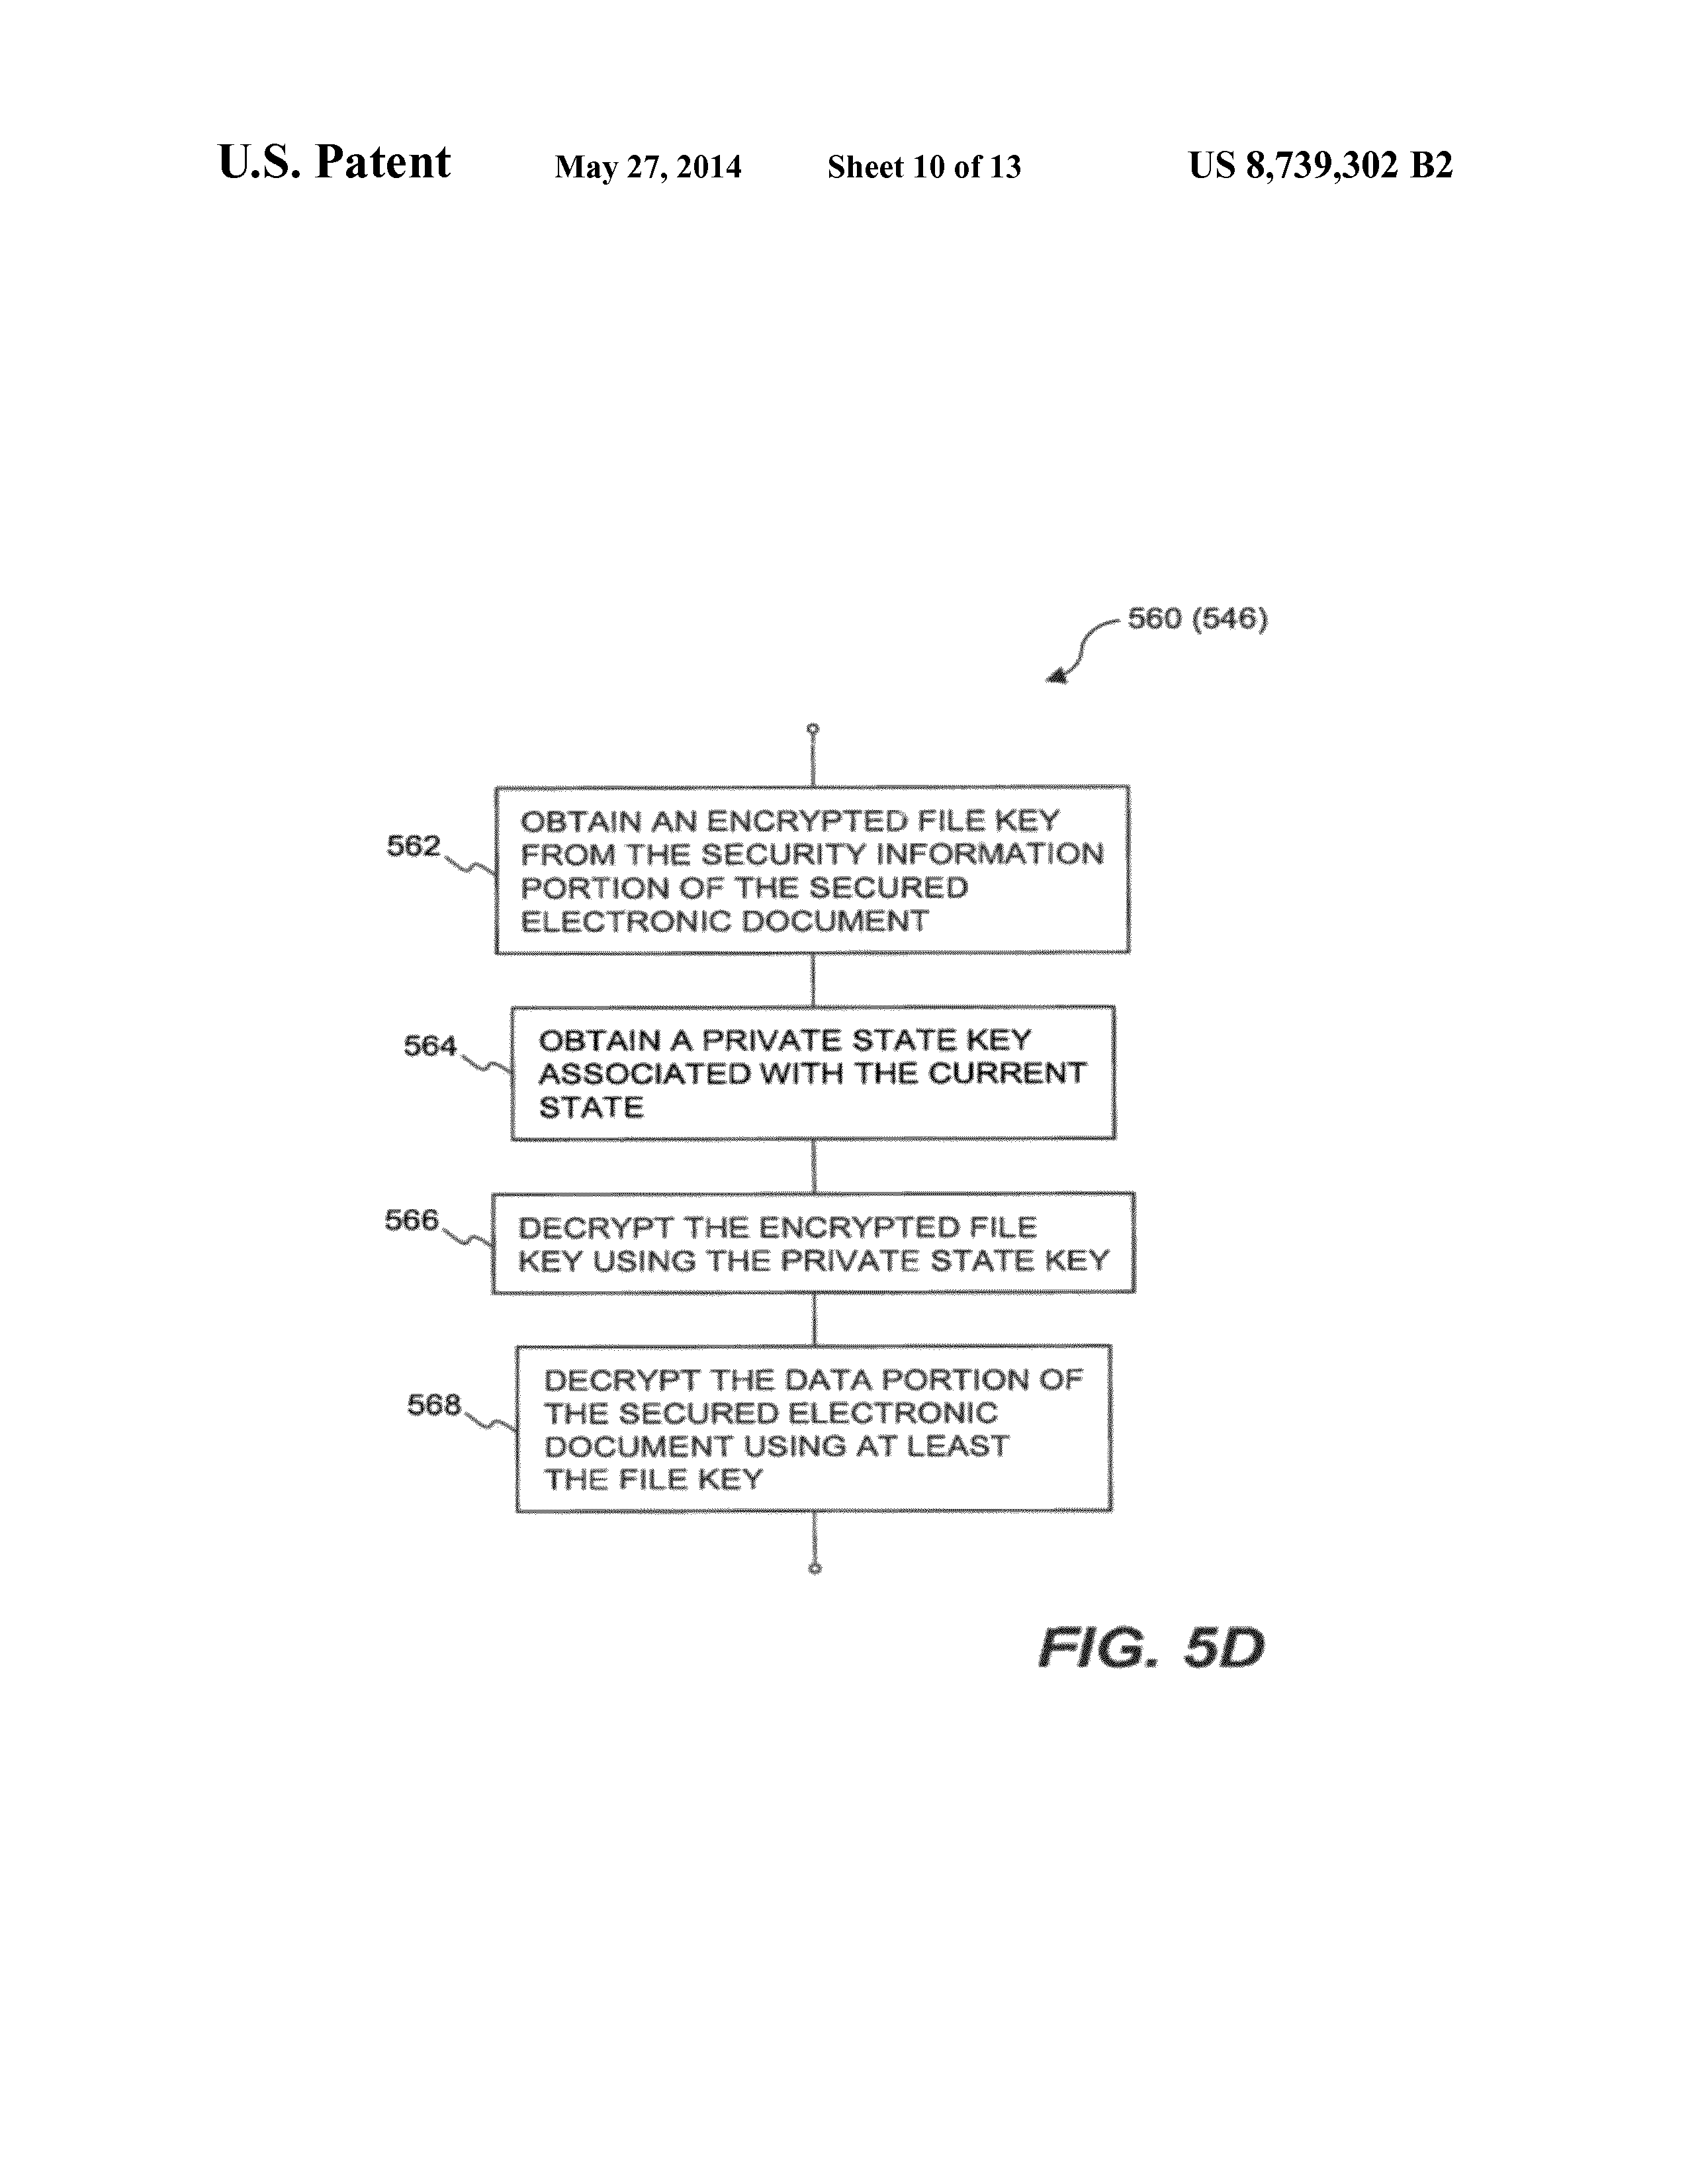 U.S. Patent May 27, 2014 Sheet 10 of 13 US 8,739,302 B2
560 (546)
562
OBTAIN AN ENCRYPTED FILE KEY
FROM THE SECURITY INFORMATION
PORTION OF THE SECURED
ELECTRONIC DOCUMENT
564
OBTAIN A PRIVATE STATE KEY
ASSOCIATED WITH THE CURRENT
STATE
566
DECRYPT THE ENCRYPTED FILE
KEY USING THE PRIVATE STATE KEY
568
DECRYPT THE DATA PORTION OF
THE SECURED ELECTRONIC
DOCUMENT USING AT LEAST
THE FILE KEY
FIG. 5D